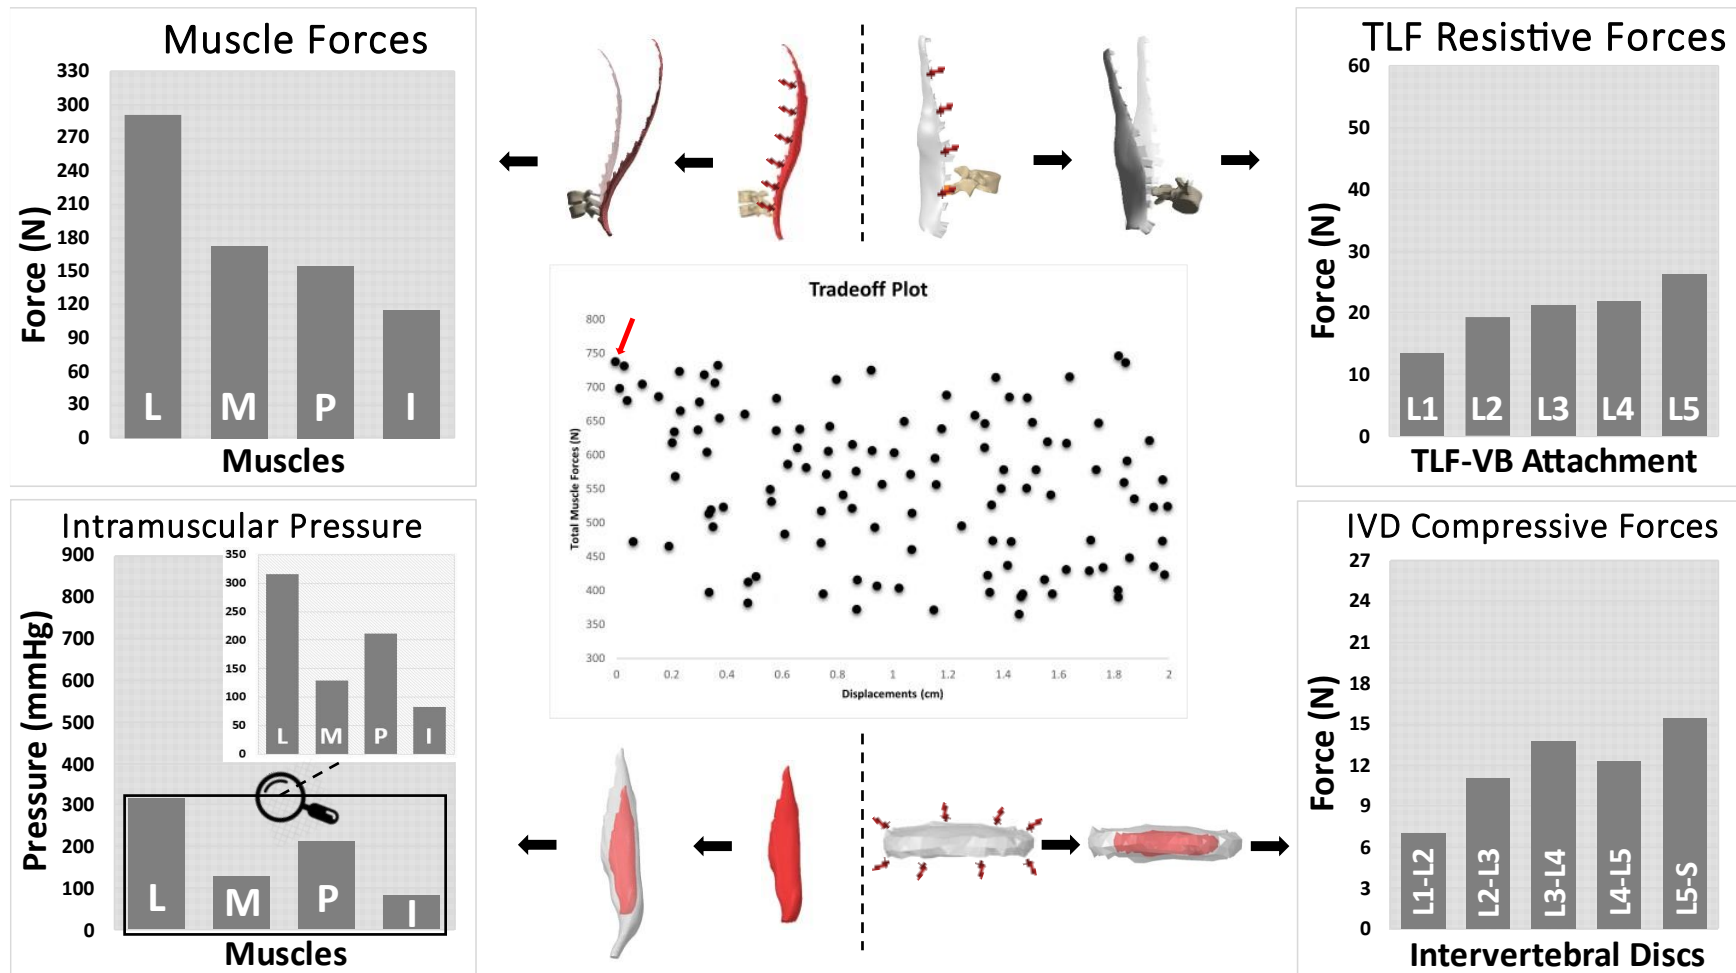 Muscle Forces
Force (N)
330
300
270
240
210
180
150
120
90
60
30
0
L
M
P
I
Muscles
TLF Resistive Forces
Force (N)
60
50
40
30
20
10
0
L1
L2
L3
L4
L5
TLF-VB Attachment
Tradeoff Plot
Total Muscle Forces (N)
800
750
700
650
600
550
500
450
400
350
300
0
0.2
0.4
0.6
0.8
1
1.2
1.4
1.6
1.8
2
Displacements (cm)
Intramuscular Pressure
Pressure (mmHg)
900
800
700
600
500
400
300
200
100
0
350
300
250
200
150
100
50
0
L
M
P
I
L
M
P
I
Muscles
IVD Compressive Forces
Force (N)
27
24
21
18
15
12
9
6
3
0
L1-L2
L2-L3
L3-L4
L4-L5
L5-S
Intervertebral Discs